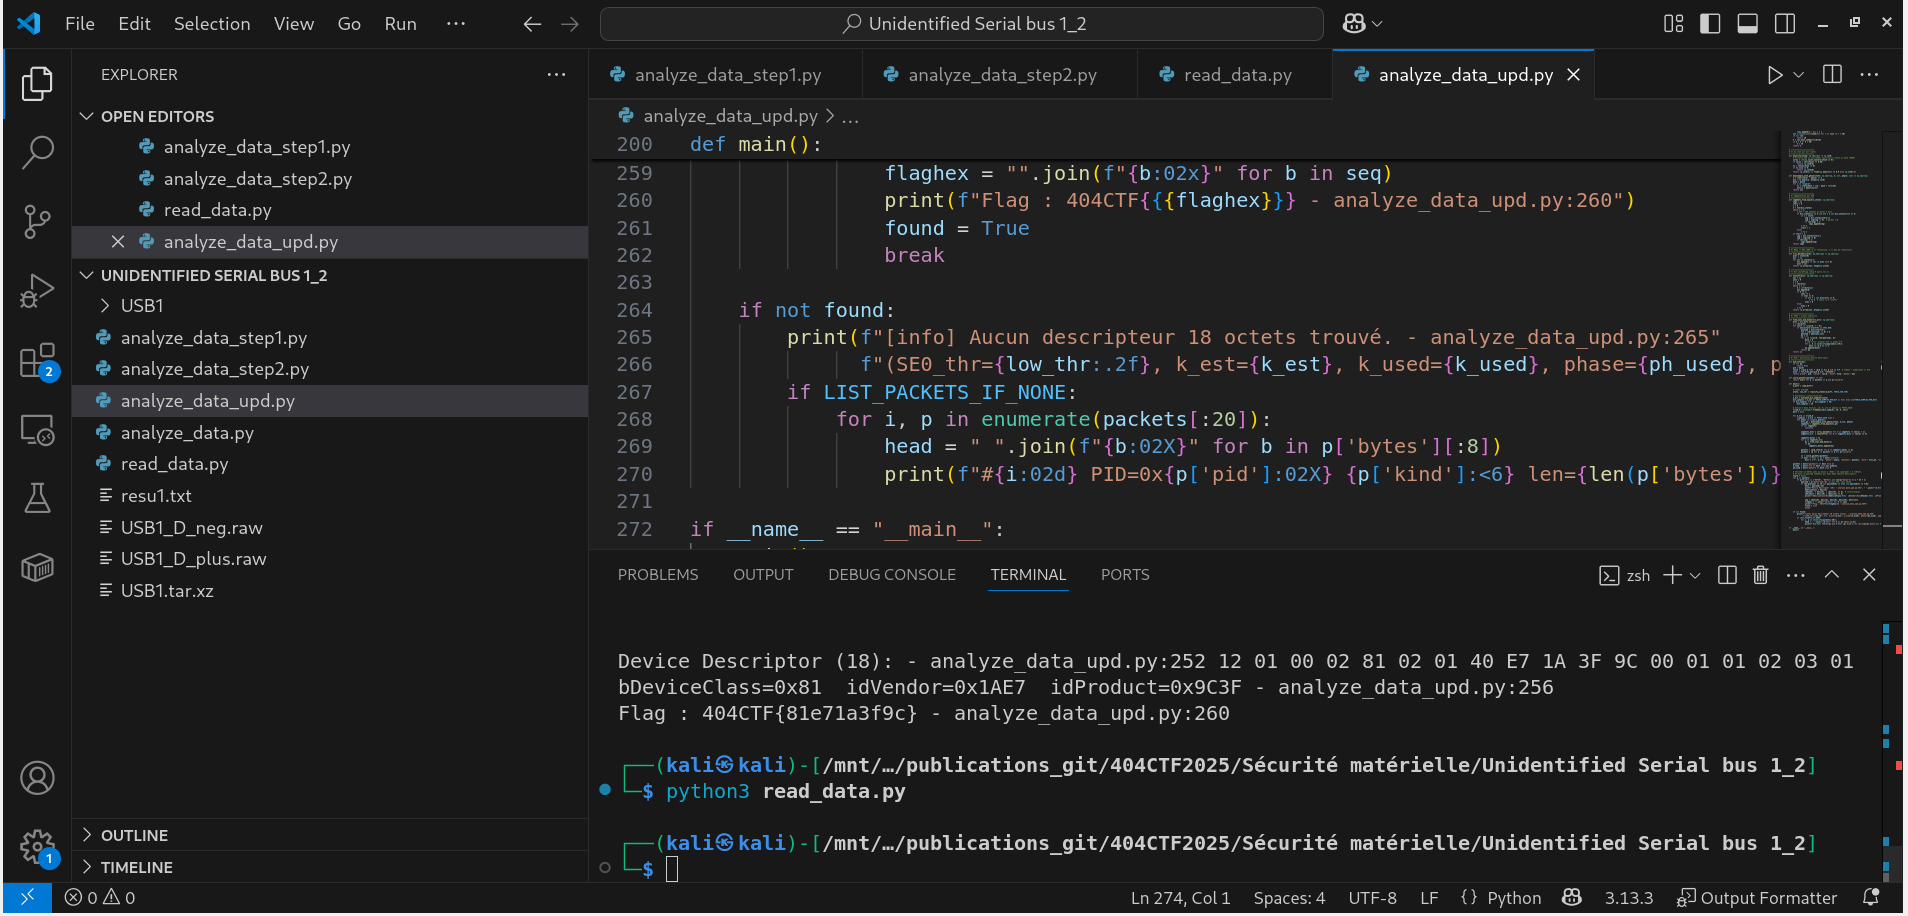 File Edit Selection View Go Run ··· Unidentified Serial bus 1_2
EXPLORER
OPEN EDITORS
analyze_data_step1.py
analyze_data_step2.py
read_data.py
analyze_data_upd.py
UNIDENTIFIED SERIAL BUS 1_2
USB1
analyze_data_step1.py
analyze_data_step2.py
analyze_data_upd.py
analyze_data.py
read_data.py
resu1.txt
USB1_D_neg.raw
USB1_D_plus.raw
USB1.tar.xz
OUTLINE
TIMELINE
2
1
analyze_data_step1.py analyze_data_step2.py read_data.py analyze_data_upd.py
analyze_data_upd.py > ...
200 def main():
259 flaghex = "".join(f"{b:02x}" for b in seq)
260 print(f"Flag : 404CTF{{{flaghex}}} - analyze_data_upd.py:260")
261 found = True
262 break
263
264 if not found:
265 print(f"[info] Aucun descripteur 18 octets trouvé. - analyze_data_upd.py:265"
266 f"(SE0_thr={low_thr:.2f}, k_est={k_est}, k_used={k_used}, phase={ph_used}, p
267 if LIST_PACKETS_IF_NONE:
268 for i, p in enumerate(packets[:20]):
269 head = " ".join(f"{b:02X}" for b in p['bytes'][:8])
270 print(f"#{i:02d} PID=0x{p['pid']:02X} {p['kind']:<6} len={len(p['bytes'])}
271
272 if __name__ == "__main__":
PROBLEMS OUTPUT DEBUG CONSOLE TERMINAL PORTS zsh
Device Descriptor (18): - analyze_data_upd.py:252 12 01 00 02 81 02 01 40 E7 1A 3F 9C 00 01 01 02 03 01
bDeviceClass=0x81 idVendor=0x1AE7 idProduct=0x9C3F - analyze_data_upd.py:256
Flag : 404CTF{81e71a3f9c} - analyze_data_upd.py:260
┌──(kali㉿kali)-[/mnt/…/publications_git/404CTF2025/Sécurité matérielle/Unidentified Serial bus 1_2]
└─$ python3 read_data.py
┌──(kali㉿kali)-[/mnt/…/publications_git/404CTF2025/Sécurité matérielle/Unidentified Serial bus 1_2]
└─$
0 0 Ln 274, Col 1 Spaces: 4 UTF-8 LF {} Python 3.13.3 Output Formatter